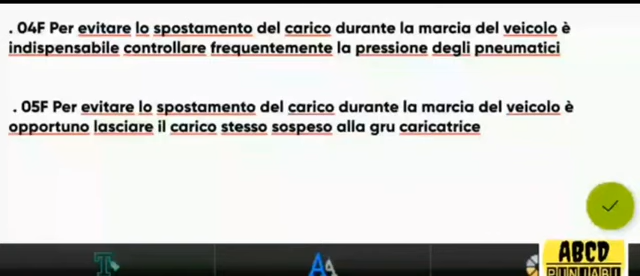 . 04F Per evitare lo spostamento del carico durante la marcia del veicolo è
indispensabile controllare frequentemente la pressione degli pneumatici
. 05F Per evitare lo spostamento del carico durante la marcia del veicolo è
opportuno lasciare il carico stesso sospeso alla gru caricatrice
ABCD
PUNJABI